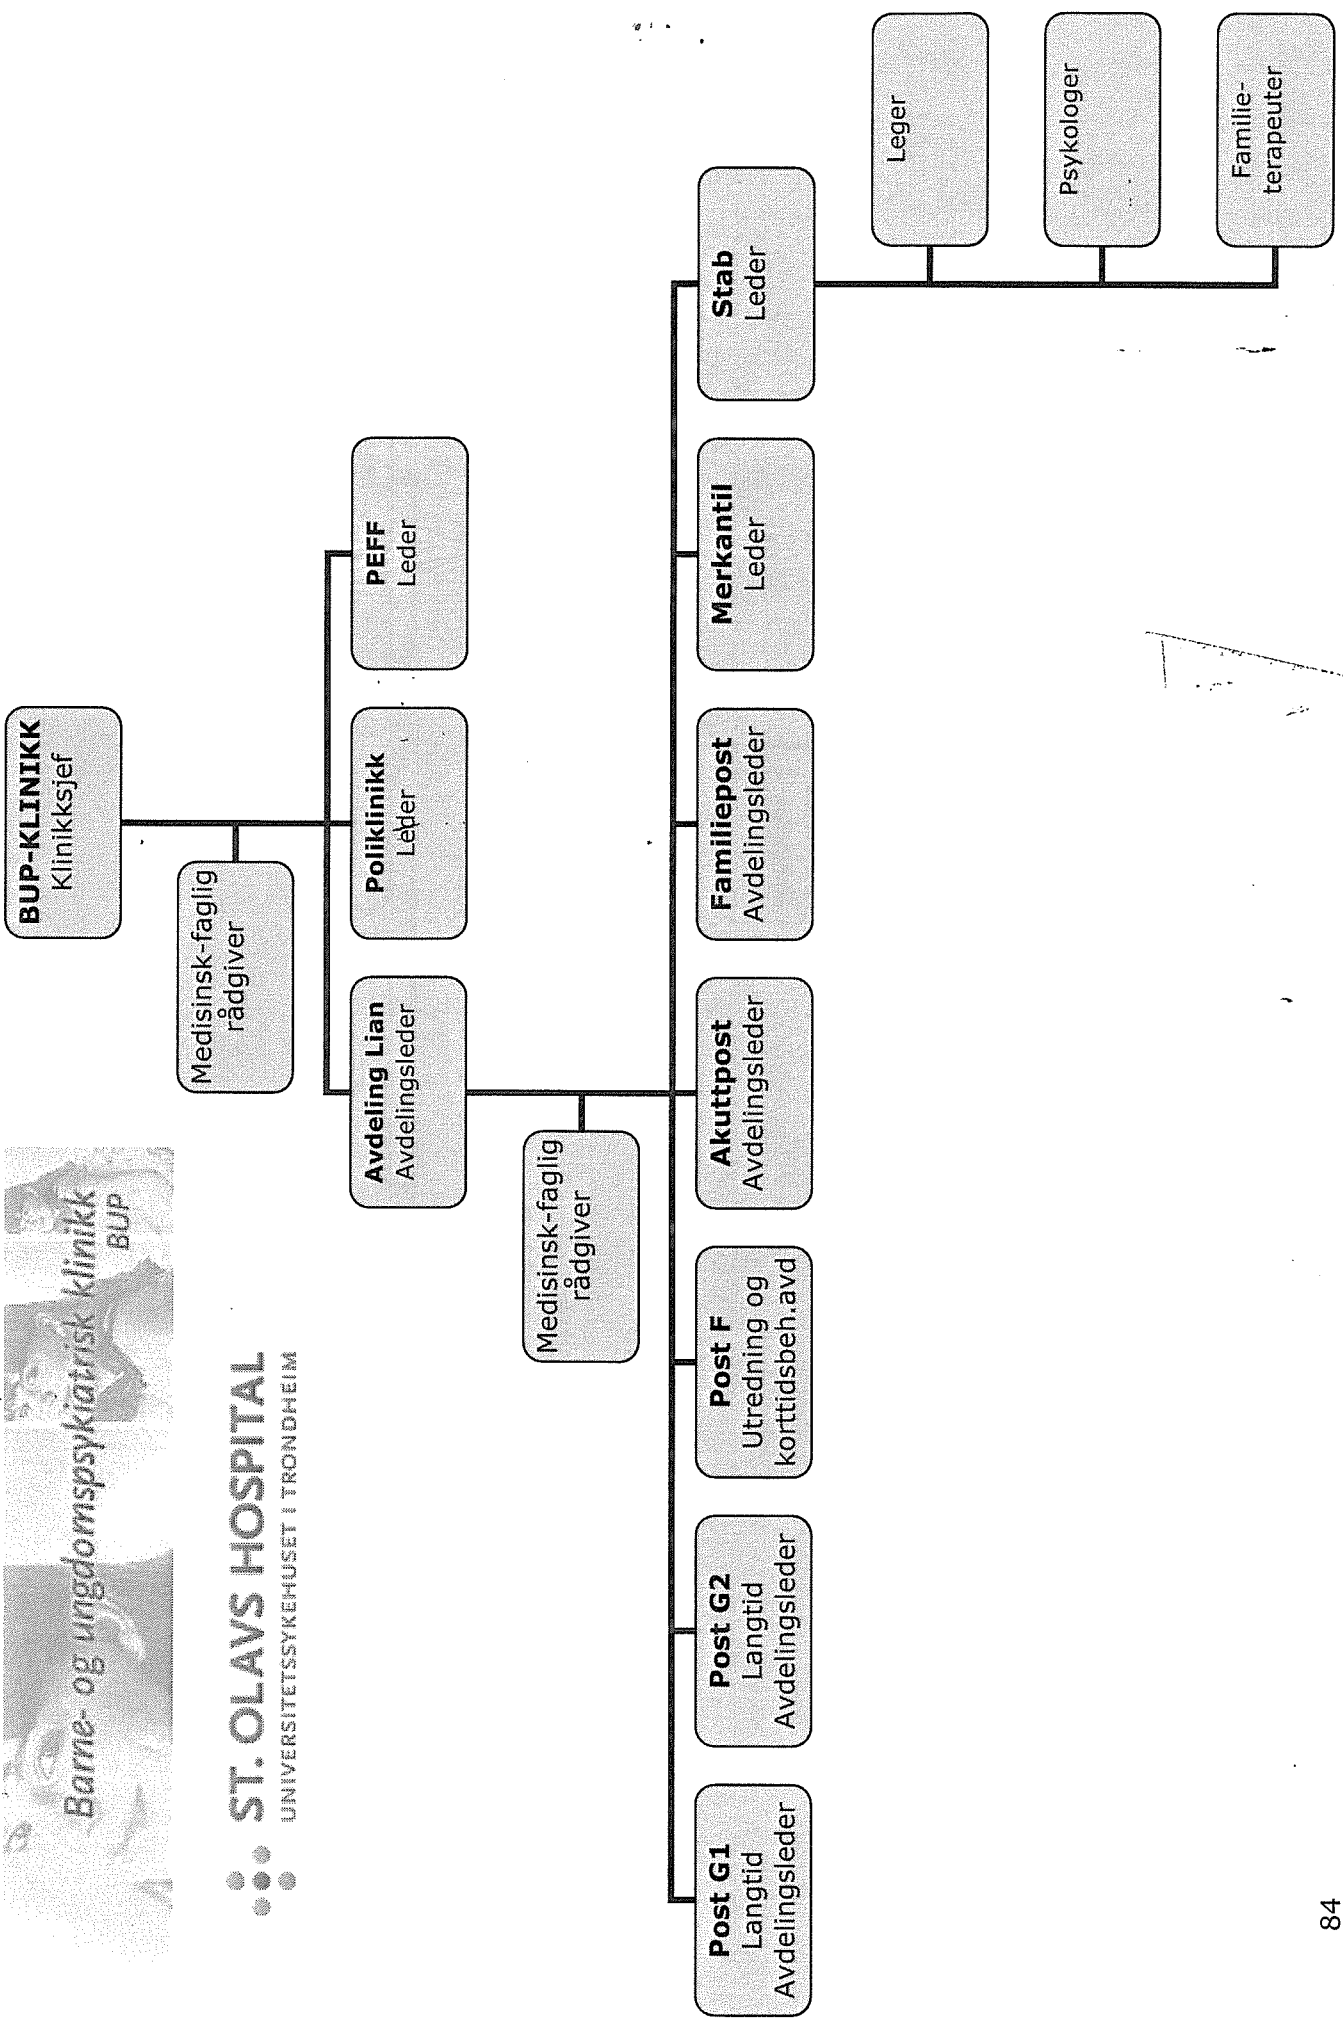 Barne- og ungdomspsykiatrisk klinikk
BUP
ST. OLAVS HOSPITAL
UNIVERSITETSSYKEHUSET I TRONDHEIM
BUP-KLINIKK
Klinikksjef
Medisinsk-faglig
rådgiver
Avdeling Lian
Avdelingsleder
Poliklinikk
Leder
PEFF
Leder
Medisinsk-faglig
rådgiver
Post G1
Langtid
Avdelingsleder
Post G2
Langtid
Avdelingsleder
Post F
Utredning og
korttidsbeh.avd
Akuttpost
Avdelingsleder
Familiepost
Avdelingsleder
Merkantil
Leder
Stab
Leder
Leger
Psykologer
Familie-
terapeuter
84